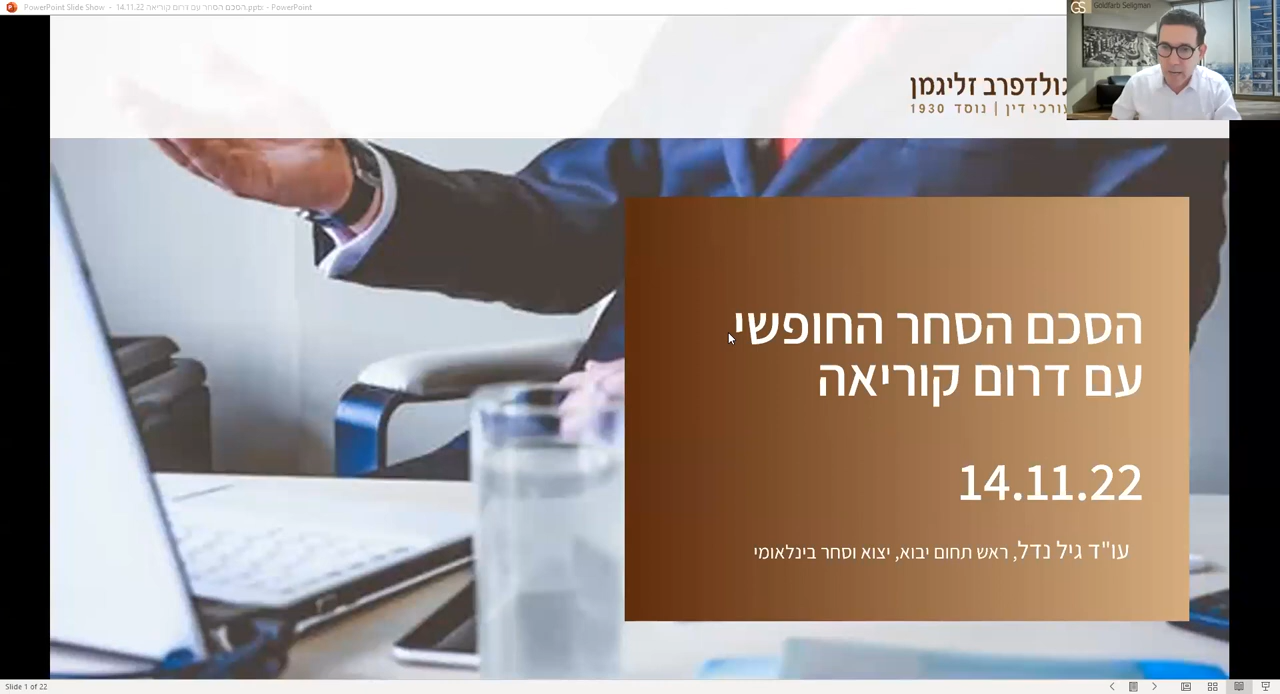 PowerPoint Slide Show - 14.11.22 הסכם הסחר עם דרום קוריאה.pptx - PowerPoint
GS Goldfarb Seligman
גולדפרב זליגמן
עורכי דין | נוסד 1930
הסכם הסחר החופשי
עם דרום קוריאה
14.11.22
עו"ד גיל נדל, ראש תחום יבוא, יצוא וסחר בינלאומי
Slide 1 of 22